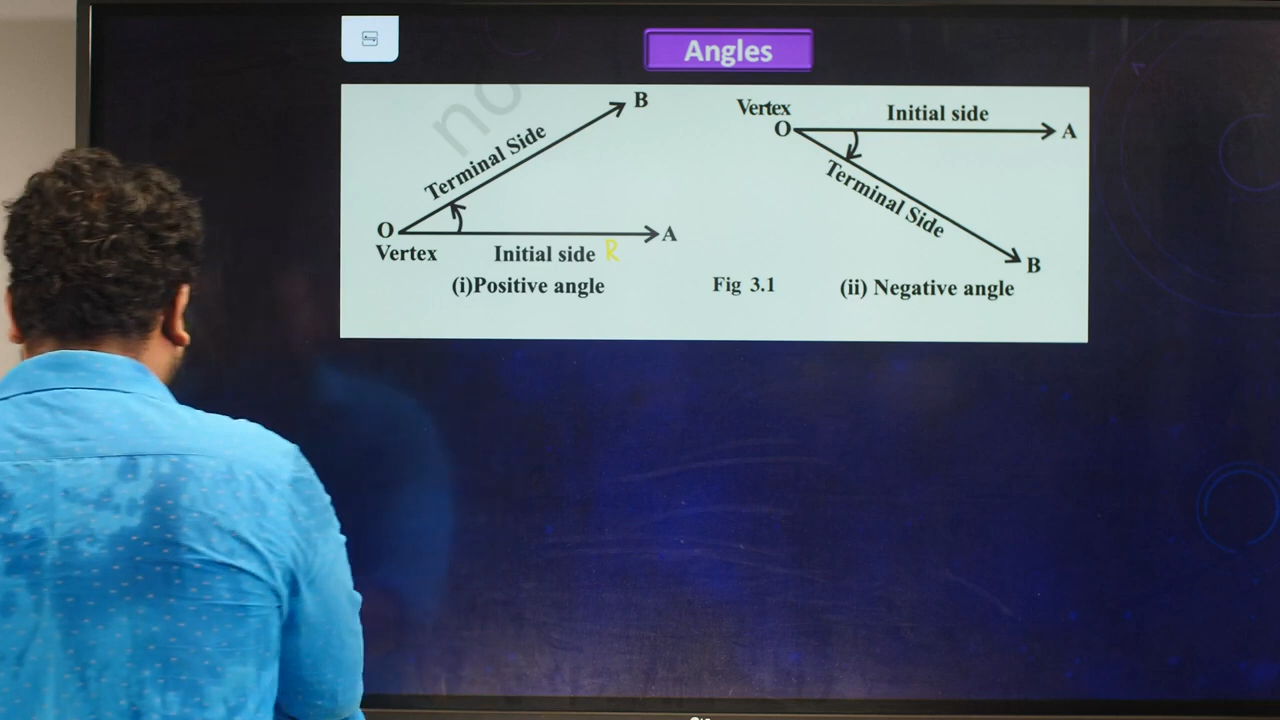 Angles
no
B
Terminal Side
O
A
Vertex
Initial side R
(i)Positive angle
Fig 3.1
Vertex
Initial side
O
A
Terminal Side
B
(ii) Negative angle